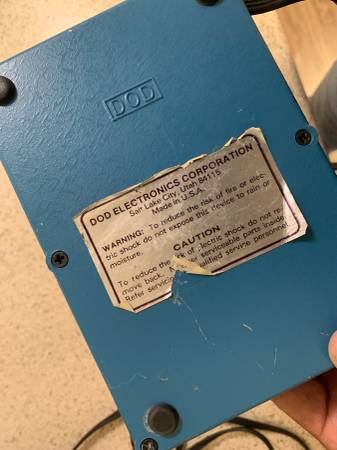 DOD
DOD ELECTRONICS CORPORATION
Salt Lake City, Utah 84115
Made in U.S.A.
WARNING: To reduce the risk of fire or elec-
tric shock do not expose this device to rain or
moisture.
CAUTION
To reduce the risk of electric shock do not re-
move back. serviceable parts inside.
Refer qualified service personnel